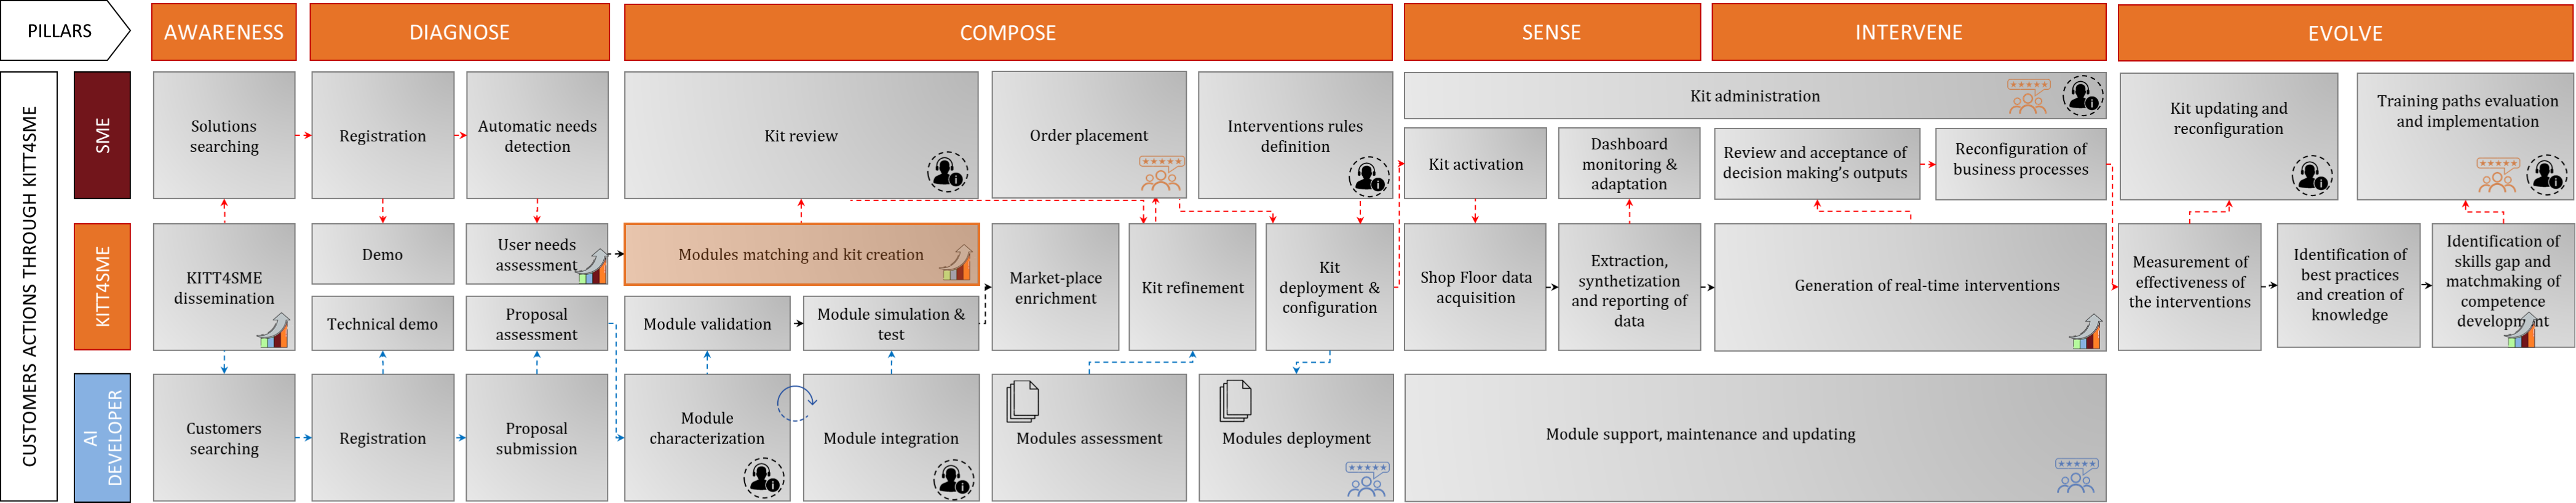 PILLARS
AWARENESS
DIAGNOSE
COMPOSE
SENSE
INTERVENE
EVOLVE
CUSTOMERS ACTIONS THROUGH KITT4SME
SME
Solutions
searching
Registration
Automatic needs
detection
Kit review
Order placement
Interventions rules
definition
Kit administration
Kit activation
Dashboard
monitoring &
adaptation
Review and acceptance of
decision making's outputs
Reconfiguration of
business processes
Kit updating and
reconfiguration
Training paths evaluation
and implementation
KITT4SME
KITT4SME
dissemination
Demo
User needs
assessment
Modules matching and kit creation
Technical demo
Proposal
assessment
Module validation
Module simulation &
test
Market-place
enrichment
Kit refinement
Kit
deployment &
configuration
Shop Floor data
acquisition
Extraction,
synthetization
and reporting of
data
Generation of real-time interventions
Measurement of
effectiveness of
the interventions
Identification of
best practices
and creation of
knowledge
Identification of
skills gap and
matchmaking of
competence
development
AI
DEVELOPER
Customers
searching
Registration
Proposal
submission
Module
characterization
Module integration
Modules assessment
Modules deployment
Module support, maintenance and updating